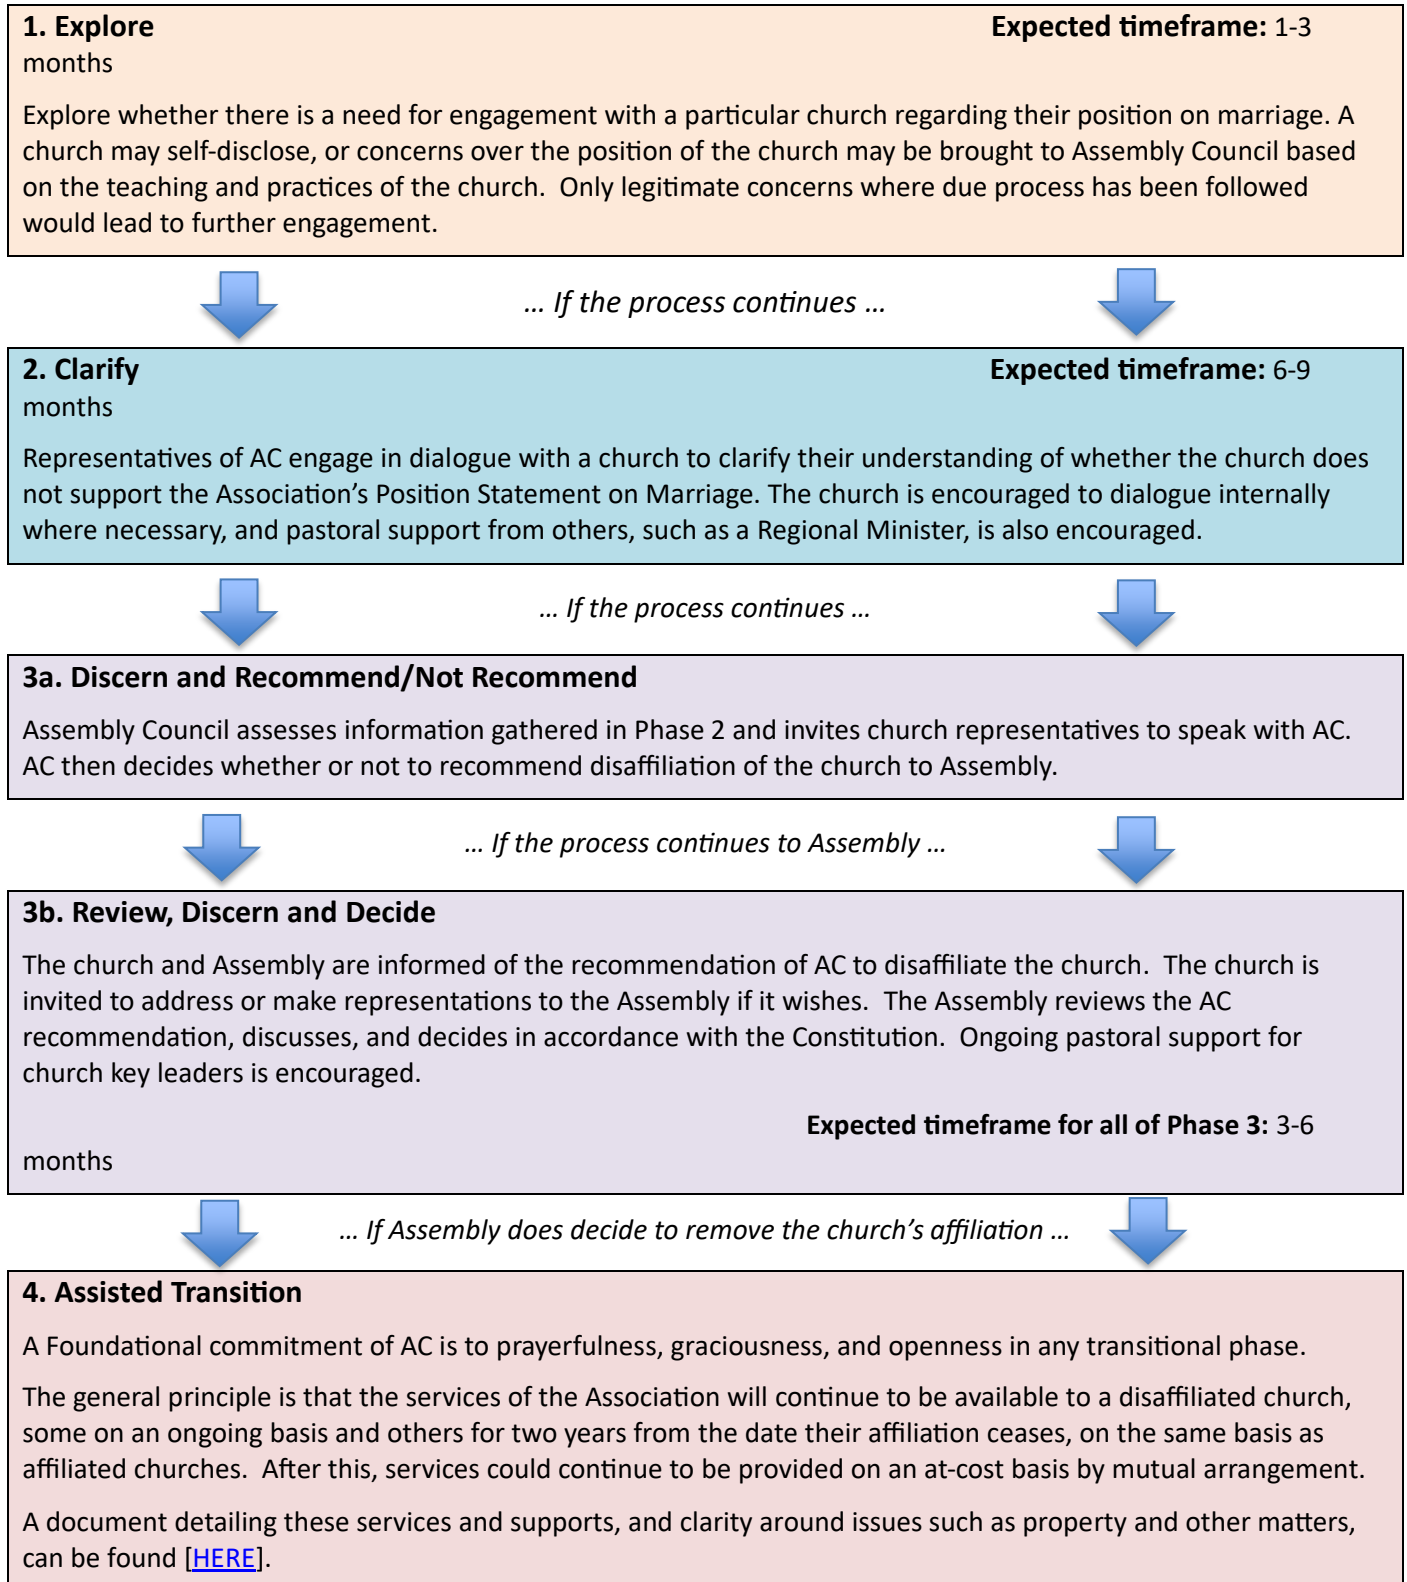 1. Explore Expected timeframe: 1-3
months
Explore whether there is a need for engagement with a particular church regarding their position on marriage. A
church may self-disclose, or concerns over the position of the church may be brought to Assembly Council based
on the teaching and practices of the church. Only legitimate concerns where due process has been followed
would lead to further engagement.
... If the process continues ...
2. Clarify Expected timeframe: 6-9
months
Representatives of AC engage in dialogue with a church to clarify their understanding of whether the church does
not support the Association's Position Statement on Marriage. The church is encouraged to dialogue internally
where necessary, and pastoral support from others, such as a Regional Minister, is also encouraged.
... If the process continues ...
3a. Discern and Recommend/Not Recommend
Assembly Council assesses information gathered in Phase 2 and invites church representatives to speak with AC.
AC then decides whether or not to recommend disaffiliation of the church to Assembly.
... If the process continues to Assembly ...
3b. Review, Discern and Decide
The church and Assembly are informed of the recommendation of AC to disaffiliate the church. The church is
invited to address or make representations to the Assembly if it wishes. The Assembly reviews the AC
recommendation, discusses, and decides in accordance with the Constitution. Ongoing pastoral support for
church key leaders is encouraged.
Expected timeframe for all of Phase 3: 3-6
months
... If Assembly does decide to remove the church's affiliation ...
4. Assisted Transition
A Foundational commitment of AC is to prayerfulness, graciousness, and openness in any transitional phase.
The general principle is that the services of the Association will continue to be available to a disaffiliated church,
some on an ongoing basis and others for two years from the date their affiliation ceases, on the same basis as
affiliated churches. After this, services could continue to be provided on an at-cost basis by mutual arrangement.
A document detailing these services and supports, and clarity around issues such as property and other matters,
can be found [HERE].